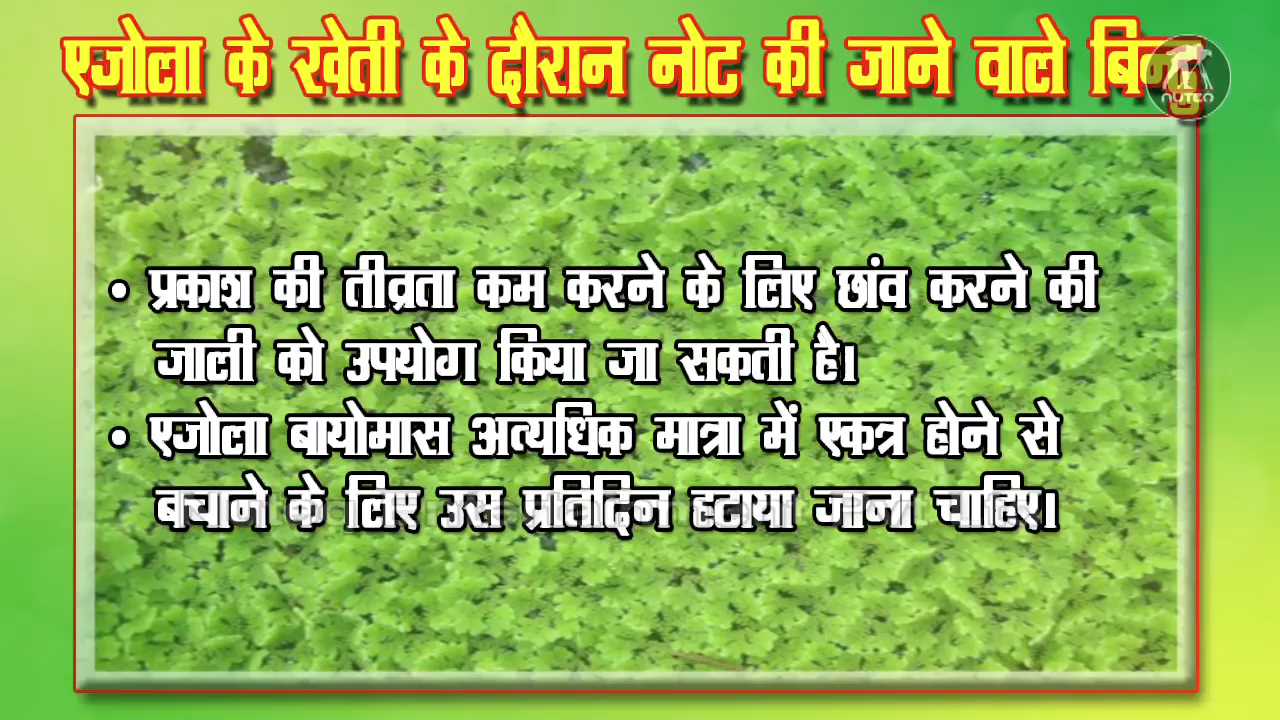 एजोला के खेती के दौरान नोट की जाने वाले बिन्दु
• प्रकाश की तीव्रता कम करने के लिए छांव करने की
जाली को उपयोग किया जा सकती है।
• एजोला बायोमास अत्यधिक मात्रा में एकत्र होने से
बचाने के लिए उस प्रतिदिन हटाया जाना चाहिए।